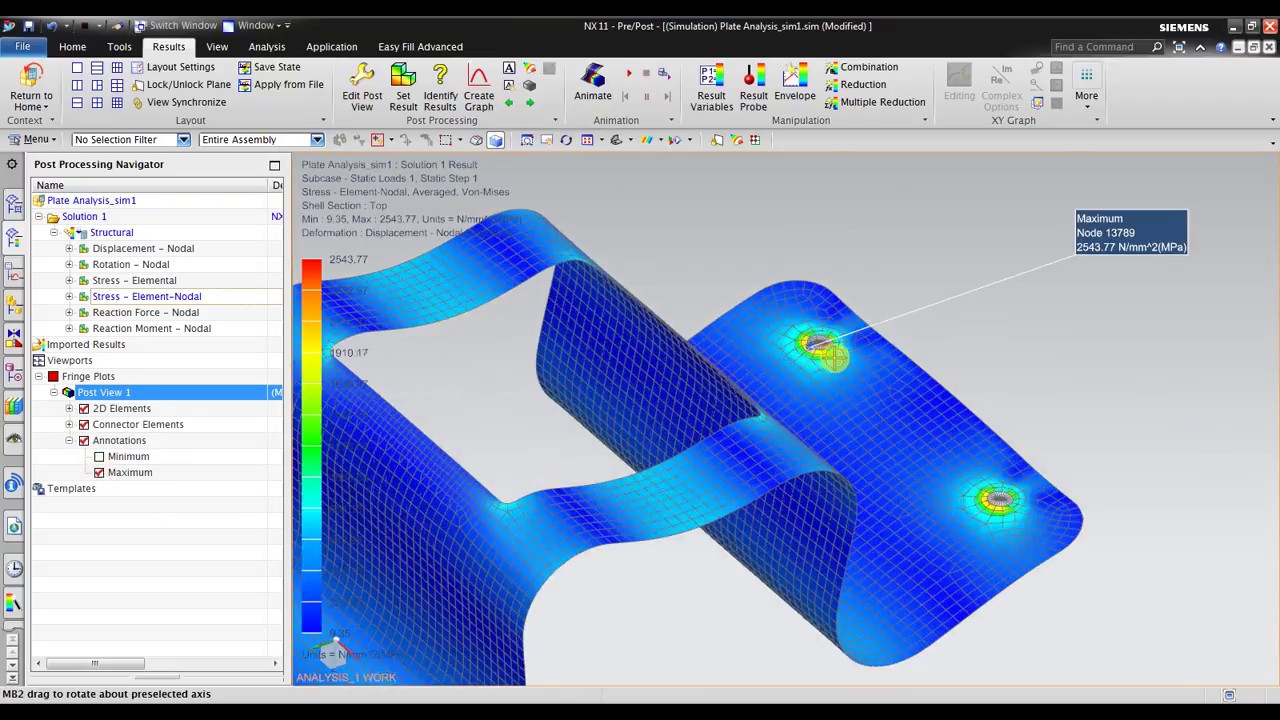 Switch Window
Window
NX 11 - Pre/Post - [(Simulation) Plate Analysis_sim1.sim (Modified) ]
SIEMENS
File
Home
Tools
Results
View
Analysis
Application
Easy Fill Advanced
Find a Command
Return to Home
Context
Layout Settings
Lock/Unlock Plane
View Synchronize
Save State
Apply from File
Layout
Edit Post View
Set Result
Identify Results
Create Graph
Post Processing
Animate
Animation
Result Variables
Result Probe
Envelope
Combination
Reduction
Multiple Reduction
Manipulation
Editing
Complex Options
XY Graph
More
Menu
No Selection Filter
Entire Assembly
Post Processing Navigator
Name
Plate Analysis_sim1
Solution 1
NX
Structural
Displacement - Nodal
Rotation - Nodal
Stress - Elemental
Stress - Element-Nodal
Reaction Force - Nodal
Reaction Moment - Nodal
Imported Results
Viewports
Fringe Plots
Post View 1
(M
2D Elements
Connector Elements
Annotations
Minimum
Maximum
Templates
Plate Analysis_sim1 : Solution 1 Result
Subcase - Static Loads 1, Static Step 1
Stress - Element-Nodal, Averaged, Von-Mises
Shell Section : Top
Min : 9.35, Max : 2543.77, Units = N/mm^2(MPa)
Deformation : Displacement - Nodal
2543.77
1910.17
9.35
Units = N/mm^2(MPa)
ANALYSIS_1 WORK
Maximum
Node 13789
2543.77 N/mm^2(MPa)
MB2 drag to rotate about preselected axis